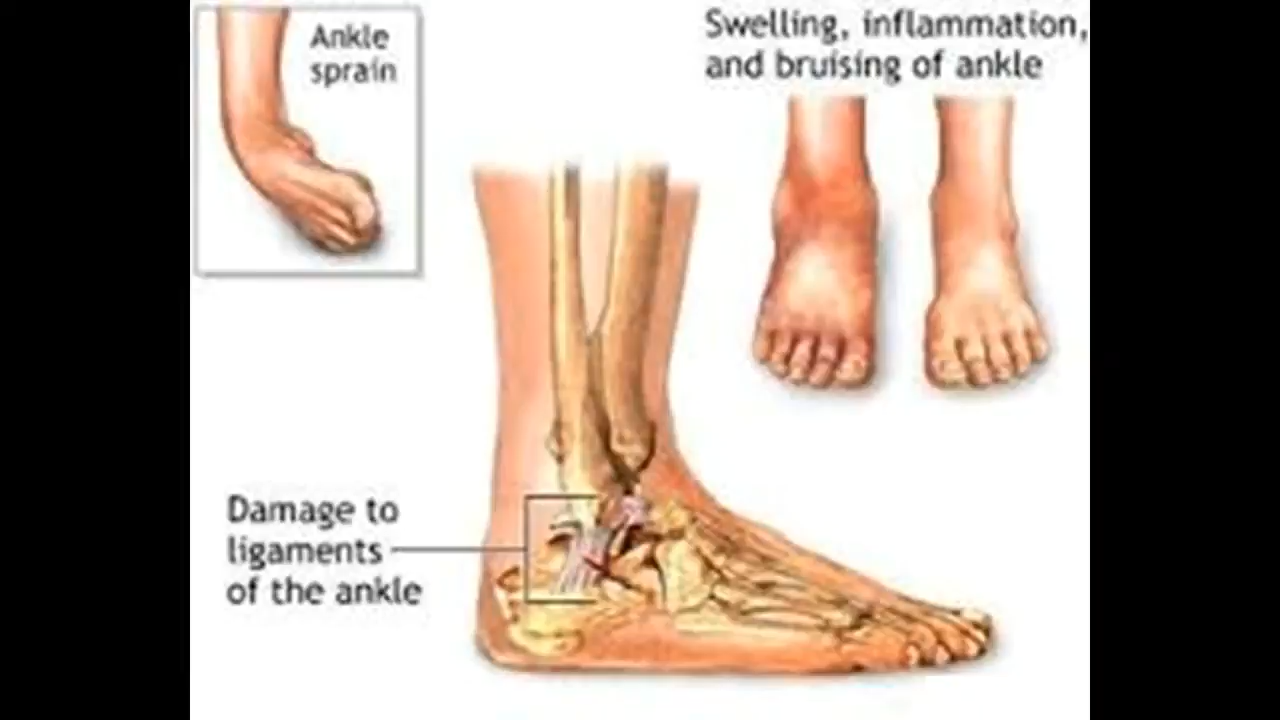 Ankle
sprain
Swelling, inflammation,
and bruising of ankle
Damage to
ligaments
of the ankle